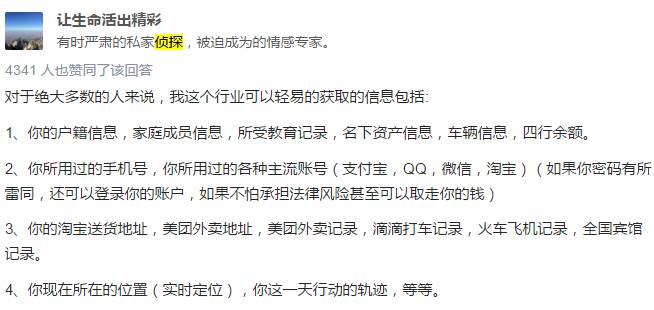 让生命活出精彩
有时严肃的私家侦探，被迫成为的情感专家。
4341 人也赞同了该回答
对于绝大多数的人来说，我这个行业可以轻易的获取的信息包括:
1、你的户籍信息，家庭成员信息，所受教育记录，名下资产信息，车辆信息，四行余额。
2、你所用过的手机号，你所用过的各种主流账号（支付宝，QQ，微信，淘宝）（如果你密码有所
雷同，还可以登录你的账户，如果不怕承担法律风险甚至可以取走你的钱）
3、你的淘宝送货地址，美团外卖地址，美团外卖记录，滴滴打车记录，火车飞机记录，全国宾馆
记录。
4、你现在所在的位置（实时定位），你这一天行动的轨迹，等等。